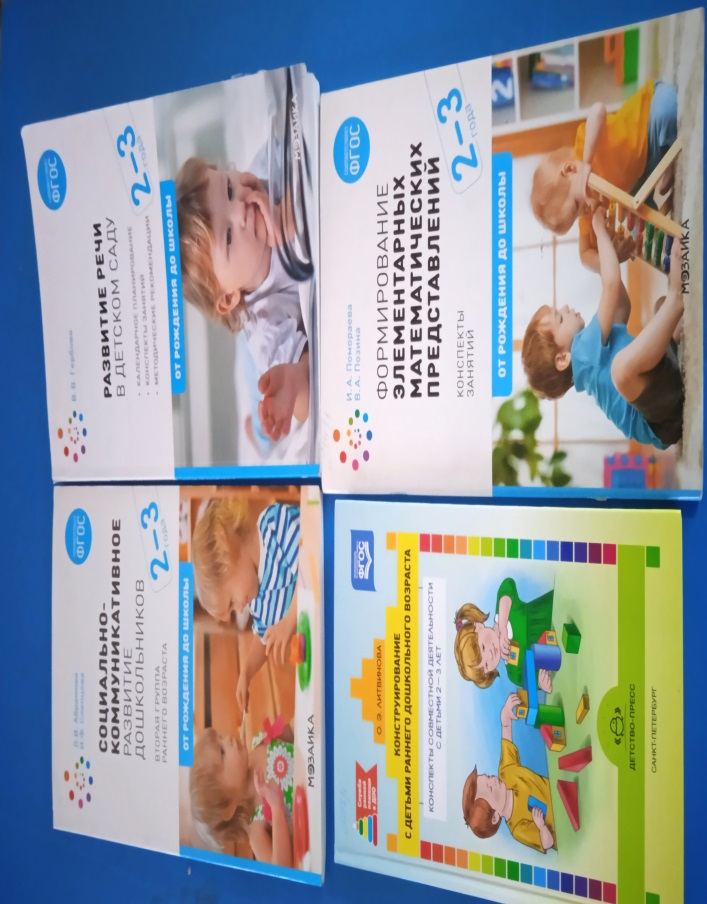 В. В. Гербова
РАЗВИТИЕ РЕЧИ
В ДЕТСКОМ САДУ
• КАЛЕНДАРНОЕ ПЛАНИРОВАНИЕ
• КОНСПЕКТЫ ЗАНЯТИЙ
• МЕТОДИЧЕСКИЕ РЕКОМЕНДАЦИИ
ФГОС
2–3
года
ОТ РОЖДЕНИЯ ДО ШКОЛЫ
МОЗАИКА
И. А. Помораева
В. А. Позина
ФОРМИРОВАНИЕ
ЭЛЕМЕНТАРНЫХ
МАТЕМАТИЧЕСКИХ
ПРЕДСТАВЛЕНИЙ
КОНСПЕКТЫ
ЗАНЯТИЙ
ФГОС
2–3
года
ОТ РОЖДЕНИЯ ДО ШКОЛЫ
МОЗАИКА
Л. В. Абрамова
И. Ф. Слепцова
СОЦИАЛЬНО-
КОММУНИКАТИВНОЕ
РАЗВИТИЕ
ДОШКОЛЬНИКОВ
ВТОРАЯ ГРУППА
РАННЕГО ВОЗРАСТА
ФГОС
2–3
года
ОТ РОЖДЕНИЯ ДО ШКОЛЫ
МОЗАИКА
ФГОС
О. Э. ЛИТВИНОВА
КОНСТРУИРОВАНИЕ
С ДЕТЬМИ РАННЕГО ДОШКОЛЬНОГО ВОЗРАСТА
КОНСПЕКТЫ СОВМЕСТНОЙ ДЕЯТЕЛЬНОСТИ
С ДЕТЬМИ 2–3 ЛЕТ
ДЕТСТВО-ПРЕСС
САНКТ-ПЕТЕРБУРГ